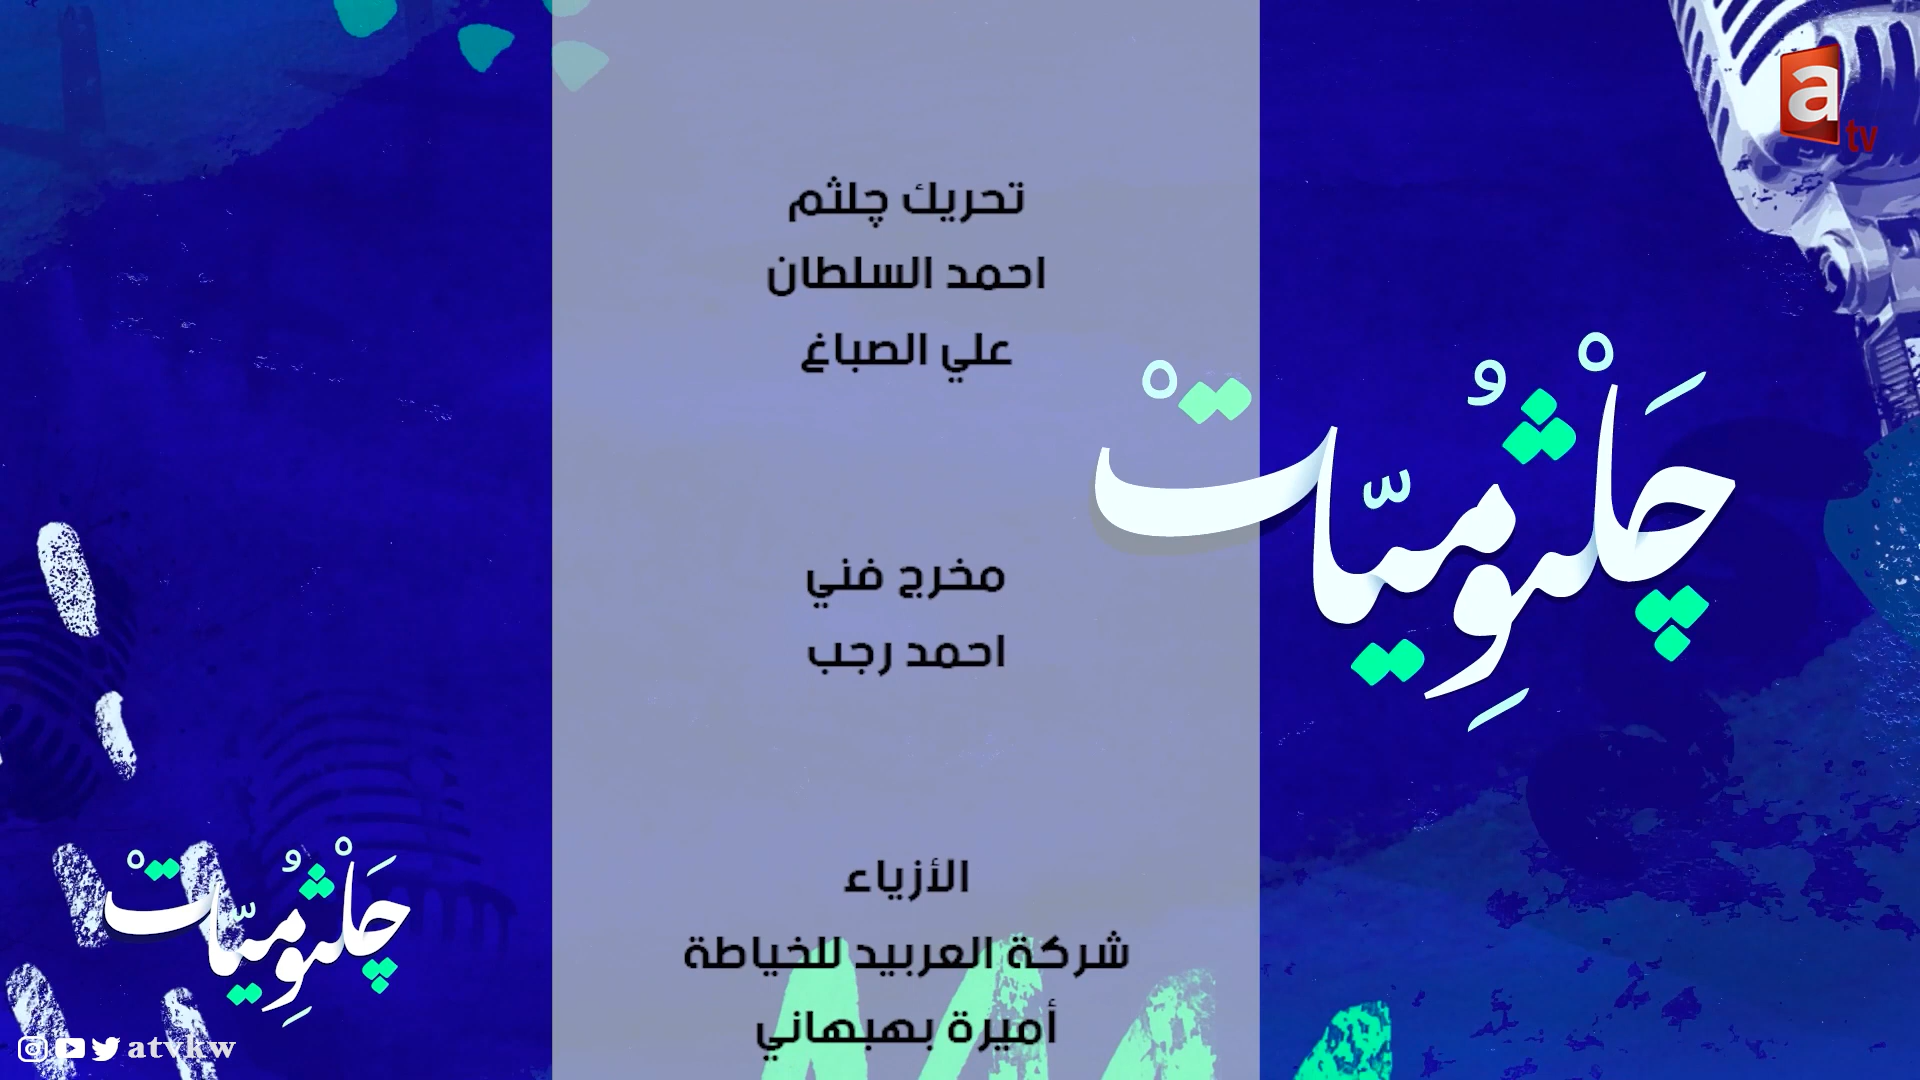 a
tv
تحريك چلثم
احمد السلطان
علي الصباغ
چَلْثُومِيّاتْ
مخرج فني
احمد رجب
الأزياء
شركة العربيد للخياطة
أميرة بهبهاني
چَلْثُومِيّاتْ
atvkw